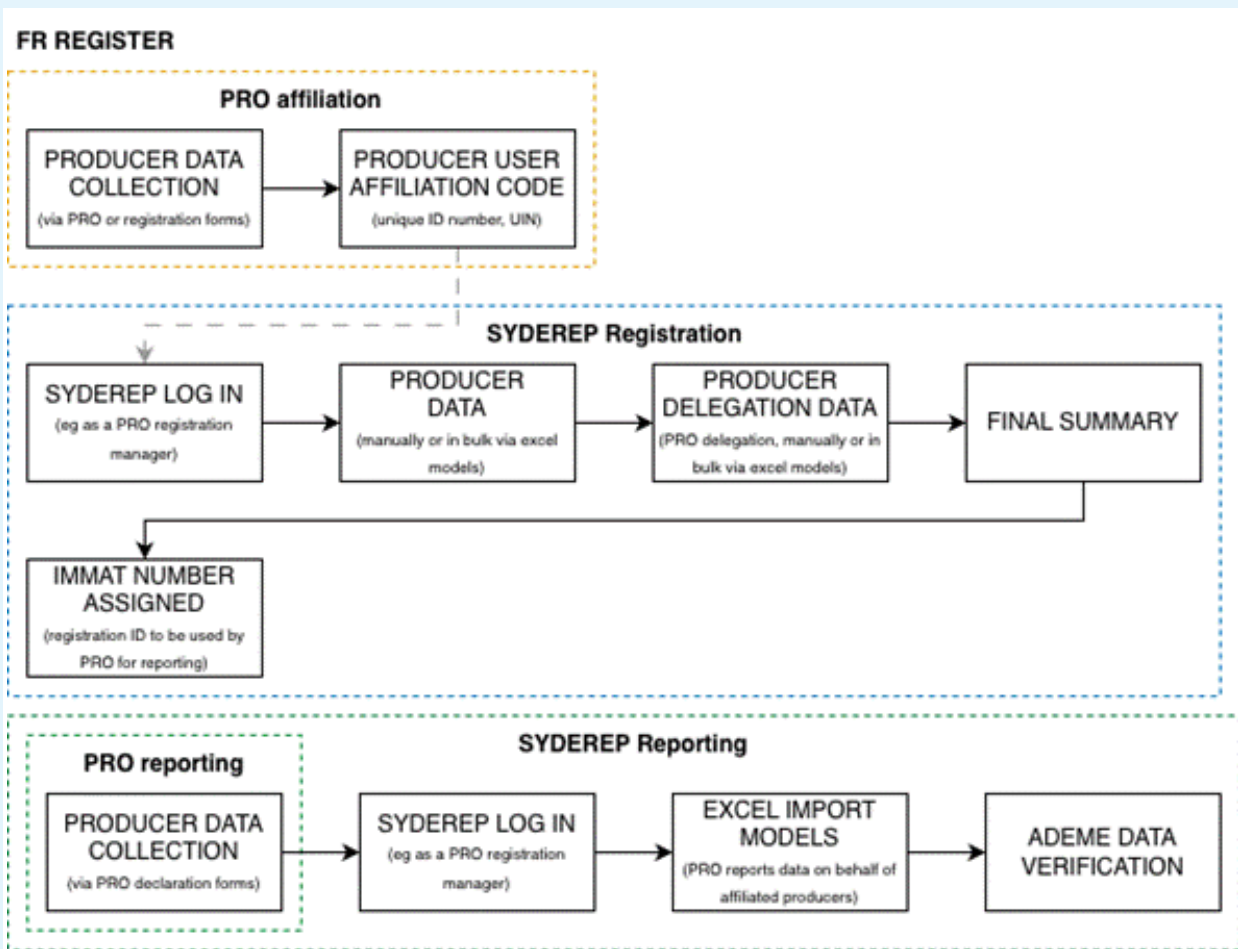 FR REGISTER
PRO affiliation
PRODUCER DATA
COLLECTION
(via PRO or registration forms)
PRODUCER USER
AFFILIATION CODE
(unique ID number, UIN)
SYDEREP Registration
SYDEREP LOG IN
(eg as a PRO registration
manager)
PRODUCER
DATA
(manually or in bulk via excel
models)
PRODUCER
DELEGATION DATA
(PRO delegation, manually or in
bulk via excel models)
FINAL SUMMARY
IMMAT NUMBER
ASSIGNED
(registration ID to be used by
PRO for reporting)
SYDEREP Reporting
PRO reporting
PRODUCER DATA
COLLECTION
(via PRO declaration forms)
SYDEREP LOG IN
(eg as a PRO registration
manager)
EXCEL IMPORT
MODELS
(PRO reports data on behalf of
affiliated producers)
ADEME DATA
VERIFICATION